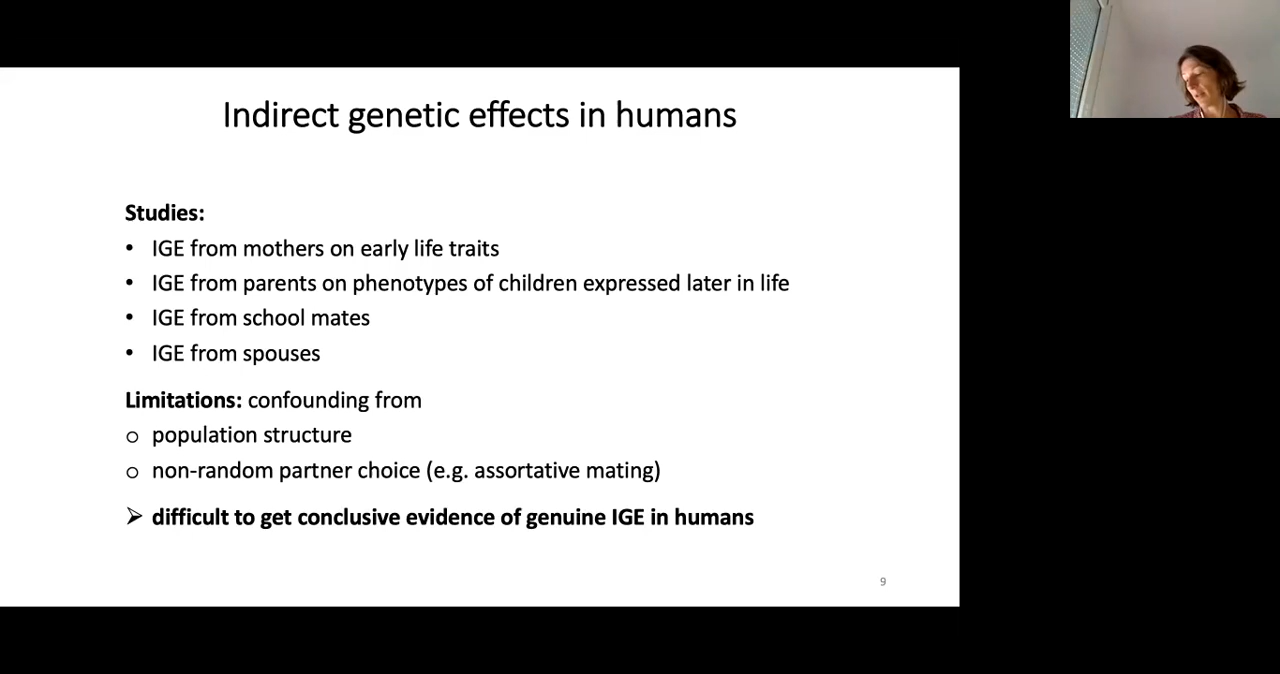 Indirect genetic effects in humans
Studies:
• IGE from mothers on early life traits
• IGE from parents on phenotypes of children expressed later in life
• IGE from school mates
• IGE from spouses
Limitations: confounding from
o population structure
o non-random partner choice (e.g. assortative mating)
➢ difficult to get conclusive evidence of genuine IGE in humans
9